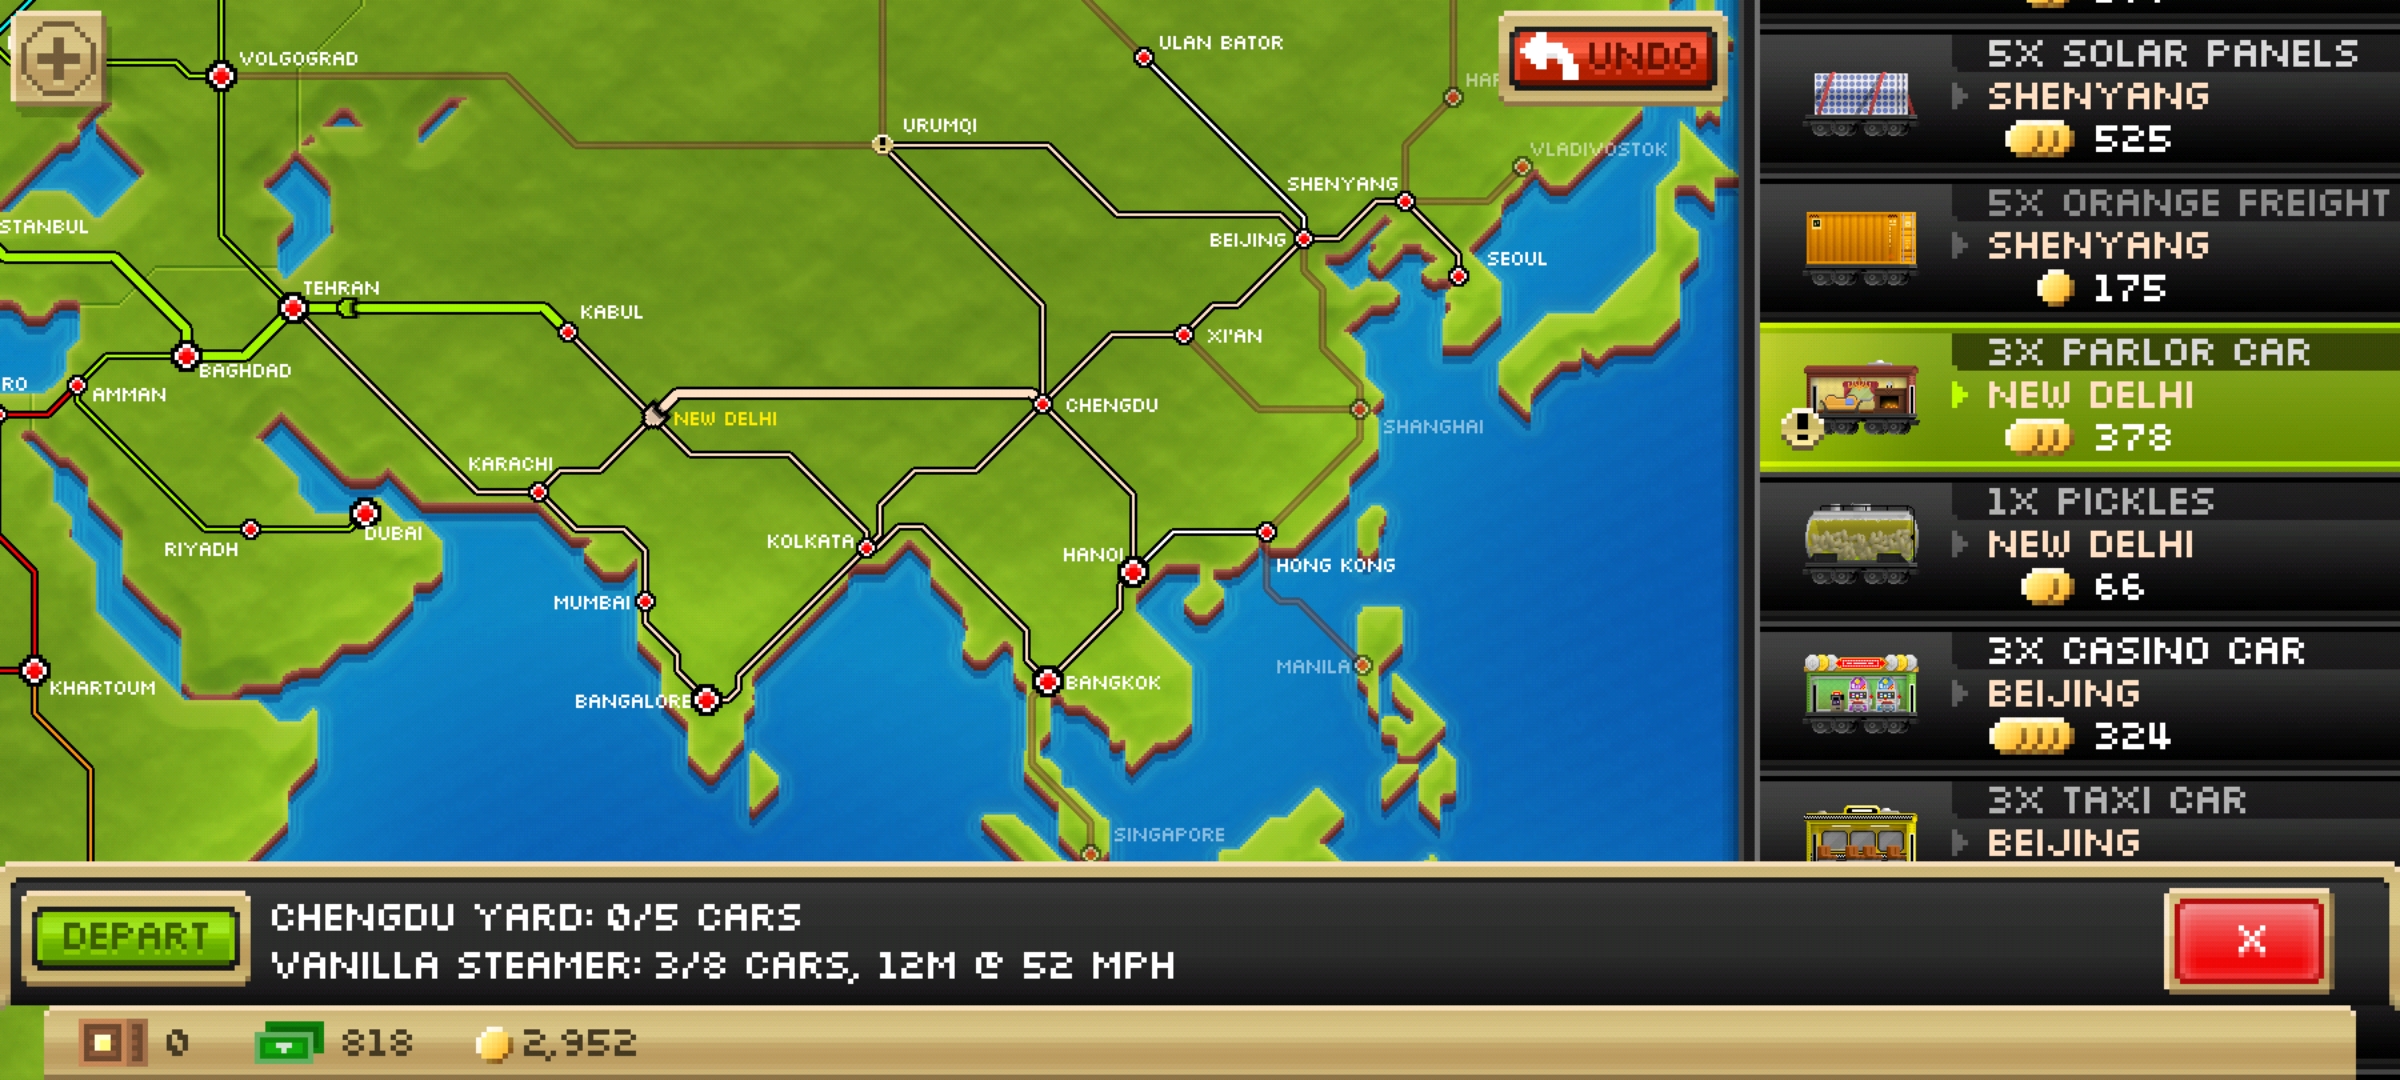 VOLGOGRAD
ULAN BATOR
UNDO
URUMQI
VLADIVOSTOK
SHENYANG
STANBUL
BEIJING
SEOUL
TEHRAN
KABUL
XI'AN
BAGHDAD
RO
AMMAN
NEW DELHI
CHENGDU
SHANGHAI
KARACHI
DUBAI
RIYADH
KOLKATA
HANOI
HONG KONG
MUMBAI
MANILA
KHARTOUM
BANGALORE
BANGKOK
SINGAPORE
5X SOLAR PANELS
SHENYANG
525
5X ORANGE FREIGHT
SHENYANG
175
3X PARLOR CAR
NEW DELHI
378
1X PICKLES
NEW DELHI
66
3X CASINO CAR
BEIJING
324
3X TAXI CAR
BEIJING
DEPART
CHENGDU YARD: 0/5 CARS
VANILLA STEAMER: 3/8 CARS, 12M @ 52 MPH
X
0
818
2,952